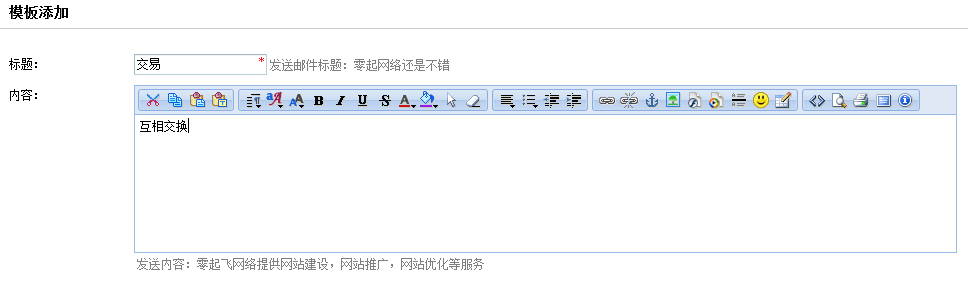 模板添加
标题：
交易
* 发送邮件标题：零起网络还是不错
内容：
互相交换
发送内容：零起飞网络提供网站建设，网站推广，网站优化等服务